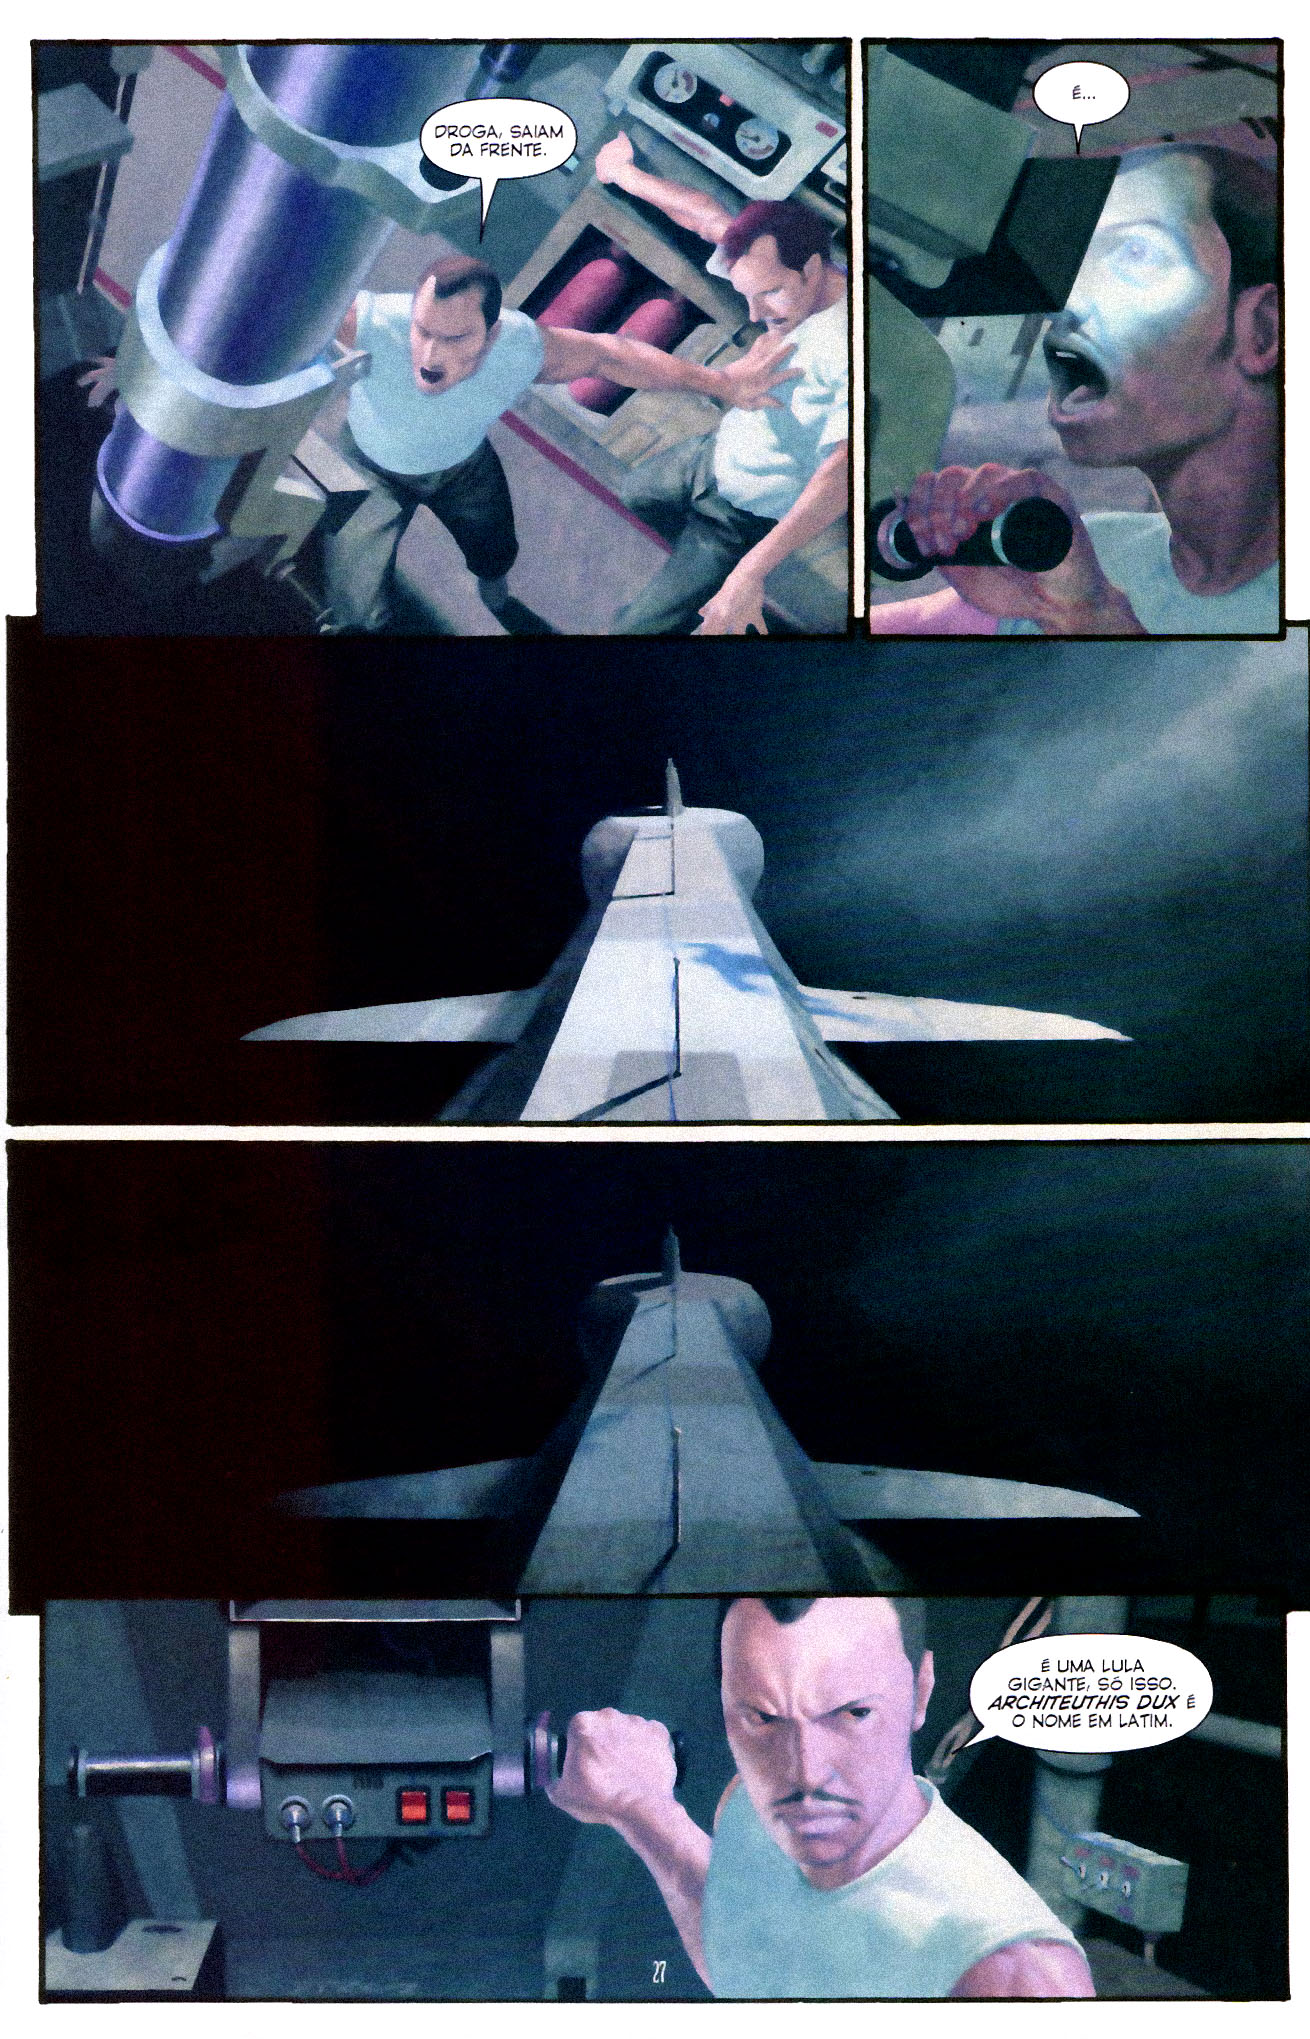 DROGA, SAIAM
DA FRENTE.
É...
É UMA LULA
GIGANTE, SÓ ISSO.
ARCHITEUTHIS DUX É
O NOME EM LATIM.
27